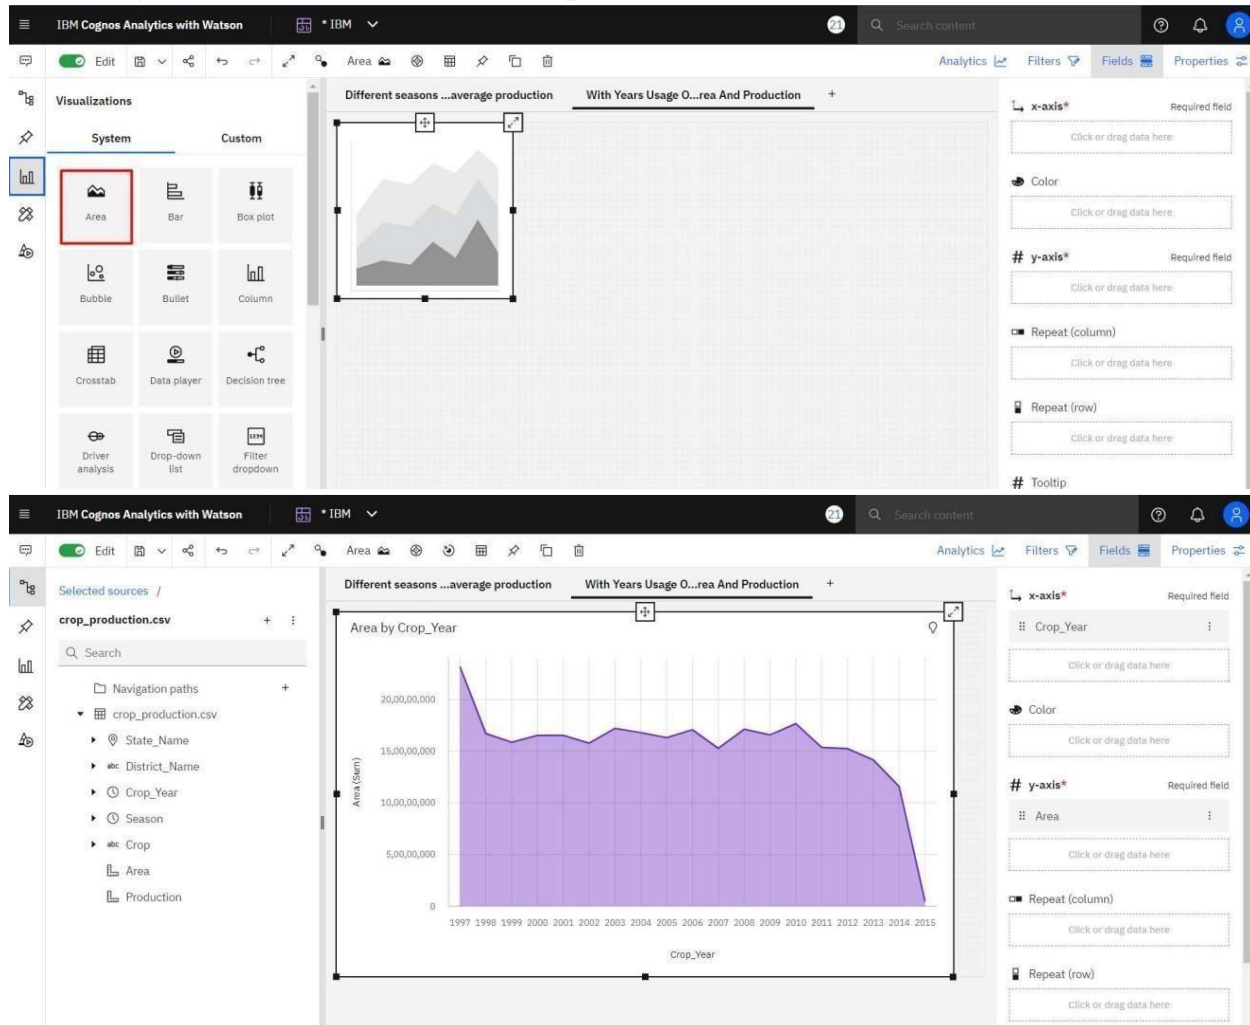 IBM Cognos Analytics with Watson
* IBM
21
Search content
Edit
Area
Analytics
Filters
Fields
Properties
Visualizations
System
Custom
Area
Bar
Box plot
Bubble
Bullet
Column
Crosstab
Data player
Decision tree
Driver
analysis
Drop-down
list
1234
Filter
dropdown
Different seasons ...average production
With Years Usage O...rea And Production
+
x-axis*
Required field
Click or drag data here
Color
Click or drag data here
# y-axis*
Required field
Click or drag data here
Repeat (column)
Click or drag data here
Repeat (row)
Click or drag data here
# Tooltip
IBM Cognos Analytics with Watson
* IBM
21
Search content
Edit
Area
Analytics
Filters
Fields
Properties
Selected sources /
crop_production.csv
+
Search
Navigation paths
+
crop_production.csv
State_Name
abc District_Name
Crop_Year
Season
abc Crop
Area
Production
Different seasons ...average production
With Years Usage O...rea And Production
+
Area by Crop_Year
Area (Sum)
20,00,00,000
15,00,00,000
10,00,00,000
5,00,00,000
0
1997 1998 1999 2000 2001 2002 2003 2004 2005 2006 2007 2008 2009 2010 2011 2012 2013 2014 2015
Crop_Year
x-axis*
Required field
Crop_Year
Click or drag data here
Color
Click or drag data here
# y-axis*
Required field
Area
Click or drag data here
Repeat (column)
Click or drag data here
Repeat (row)
Click or drag data here